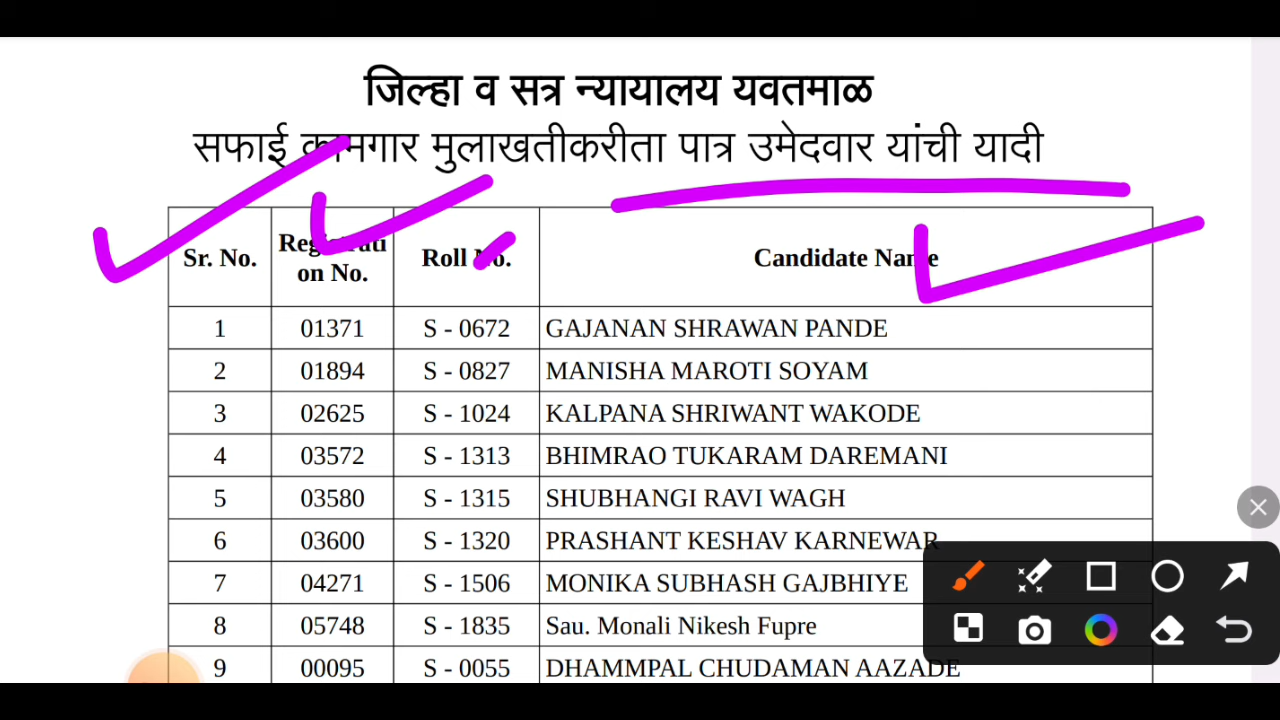 जिल्हा व सत्र न्यायालय यवतमाळ
सफाई कामगार मुलाखतीकरीता पात्र उमेदवार यांची यादी
Sr. No. Registrati on No. Roll No. Candidate Name
1 01371 S - 0672 GAJANAN SHRAWAN PANDE
2 01894 S - 0827 MANISHA MAROTI SOYAM
3 02625 S - 1024 KALPANA SHRIWANT WAKODE
4 03572 S - 1313 BHIMRAO TUKARAM DAREMANI
5 03580 S - 1315 SHUBHANGI RAVI WAGH
6 03600 S - 1320 PRASHANT KESHAV KARNEWAR
7 04271 S - 1506 MONIKA SUBHASH GAJBHIYE
8 05748 S - 1835 Sau. Monali Nikesh Fupre
9 00095 S - 0055 DHAMMPAL CHUDAMAN AAZADE